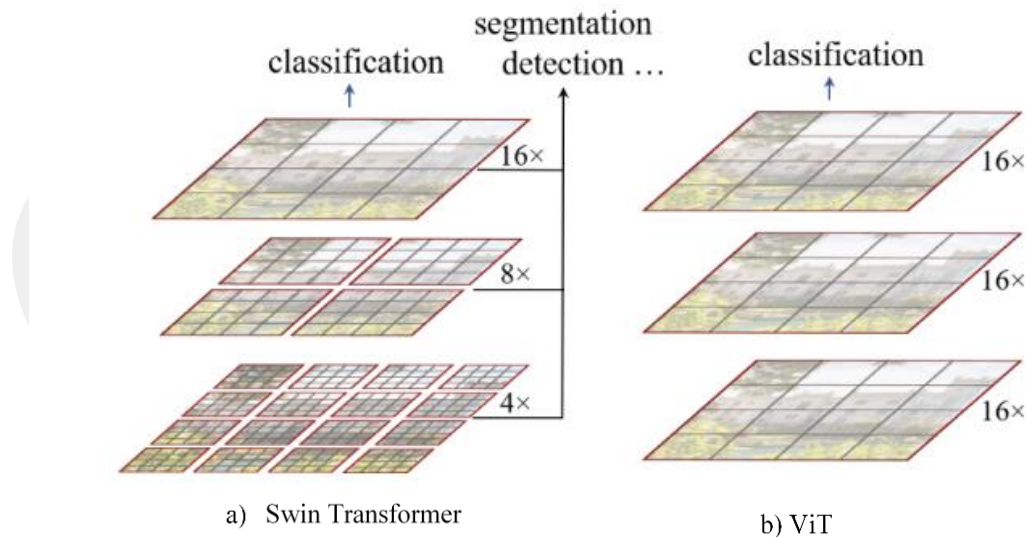 segmentation
classification
detection ...
classification
16×
8×
4×
16×
16×
16×
a) Swin Transformer
b) ViT